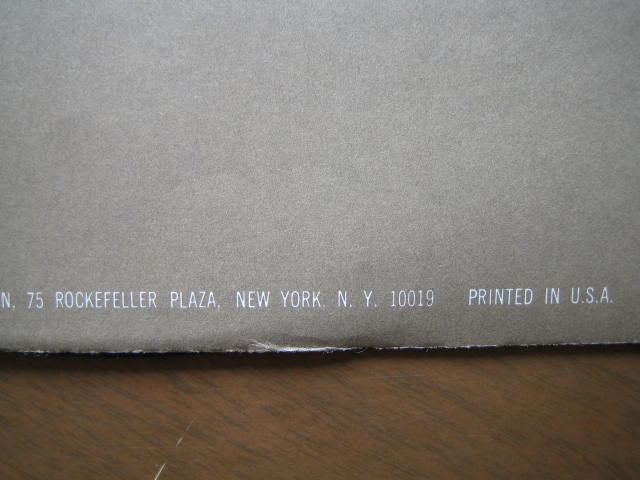 N, 75 ROCKEFELLER PLAZA, NEW YORK, N. Y. 10019 PRINTED IN U.S.A.